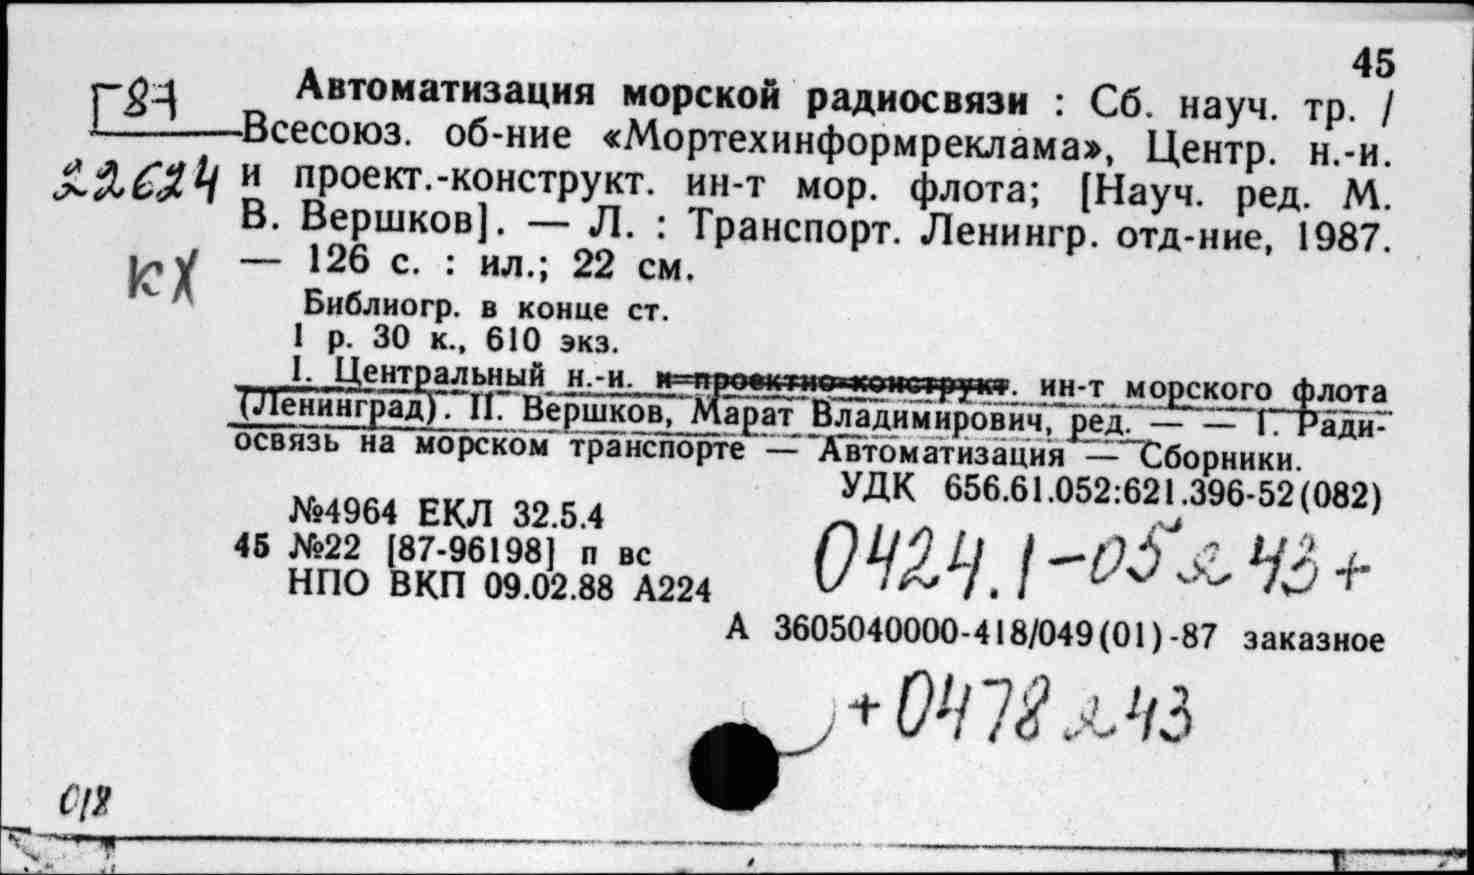 45
Г84 Автоматизация морской радиосвязи : Сб. науч. тр. /
Всесоюз. об-ние «Мортехинформреклама», Центр. н.-и.
и проект.-конструкт. ин-т мор. флота; [Науч. ред. М.
В. Вершков]. — Л. : Транспорт. Ленингр. отд-ние, 1987.
— 126 с. : ил.; 22 см.
кх
Библиогр. в конце ст.
1 р. 30 к., 610 экз.
I. Центральный н.-и. и проектно-конструкт. ин-т морского флота
(Ленинград). II. Вершков, Марат Владимирович, ред. — — 1. Ради-
освязь на морском транспорте — Автоматизация — Сборники.
УДК 656.61.052:621.396-52(082)
№4964 ЕКЛ 32.5.4
45 №22 [87-96198] п вс
НПО ВКП 09.02.88 А224
0424.1-05 я 43 +
А 3605040000-418/049(01)-87 заказное
+ 0478 я 43